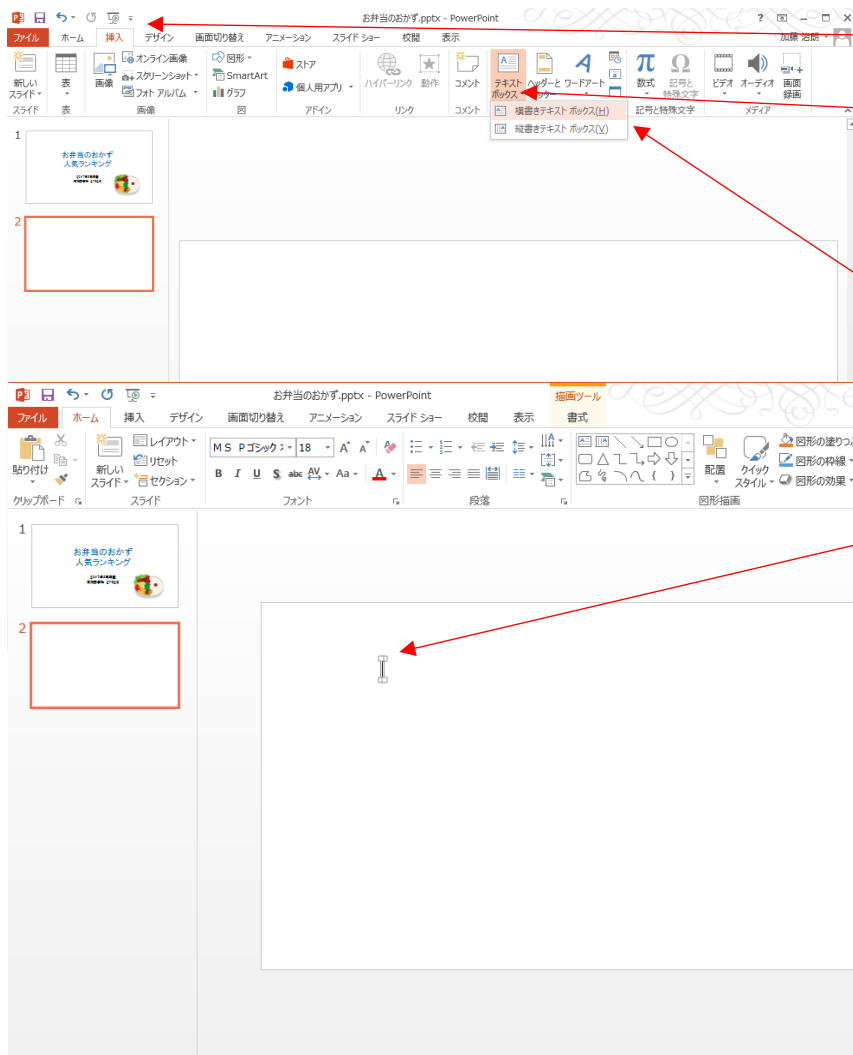 お弁当のおかず.pptx - PowerPoint
ファイル ホーム 挿入 デザイン 画面切り替え アニメーション スライド ショー 校閲 表示 加藤 治朗
オンライン画像 図形 ストア
スクリーンショット SmartArt
フォト アルバム グラフ 個人用アプリ
新しい スライド 表 画像 ハイパーリンク 動作 コメント テキスト ボックス ヘッダーと ワードアート 数式 記号と 特殊文字 ビデオ オーディオ 画面 録画
スライド 表 画像 図 アドイン リンク コメント 記号と特殊文字 メディア
横書きテキスト ボックス(H)
縦書きテキスト ボックス(V)
1
お弁当のおかず
人気ランキング
2
お弁当のおかず.pptx - PowerPoint 描画ツール
ファイル ホーム 挿入 デザイン 画面切り替え アニメーション スライド ショー 校閲 表示 書式
貼り付け 新しい スライド レイアウト リセット セクション
ＭＳ Ｐゴシック 18
B I U S abc AV Aa A
配置 クイック スタイル 図形の枠線 図形の効果
クリップボード スライド フォント 段落 図形描画
1
お弁当のおかず
人気ランキング
2